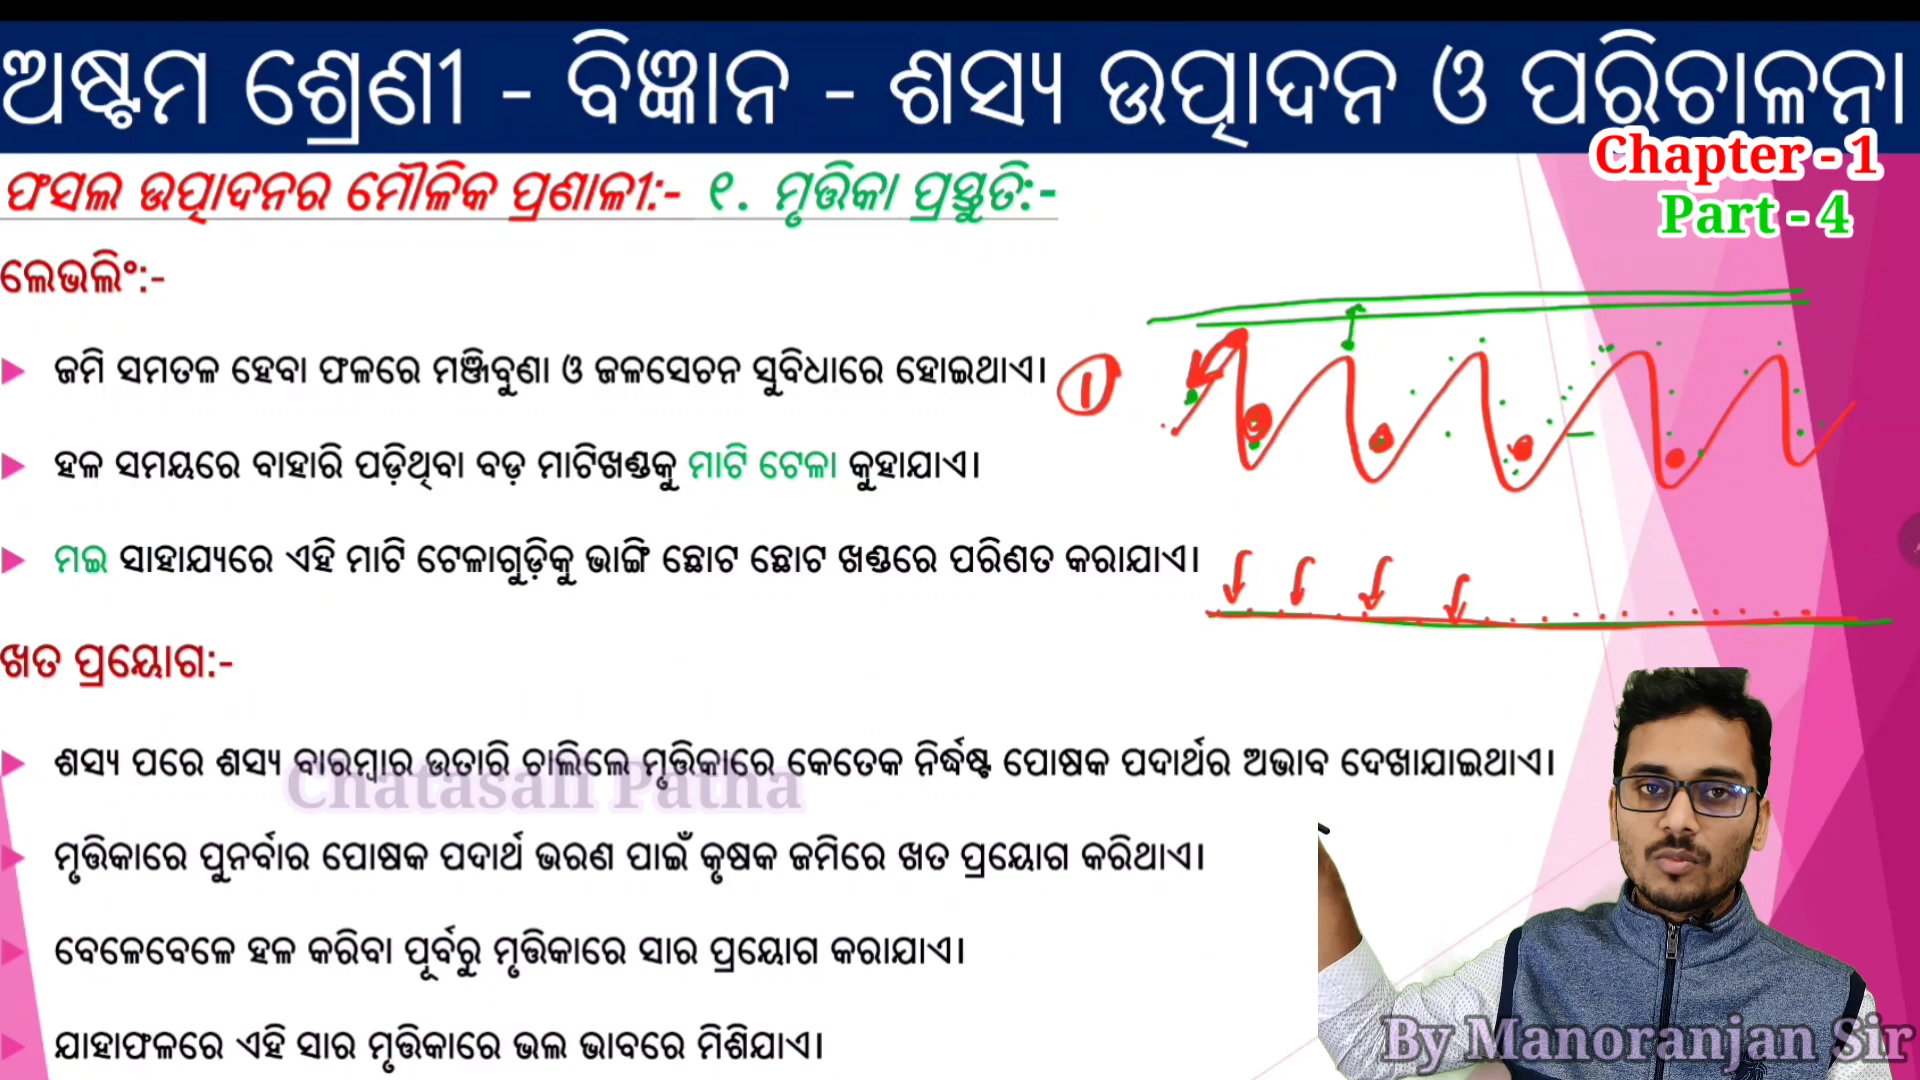 ଅଷ୍ଟମ ଶ୍ରେଣୀ - ବିଜ୍ଞାନ - ଶସ୍ୟ ଉତ୍ପାଦନ ଓ ପରିଚାଳନା
Chapter - 1
Part - 4
ଫସଲ ଉତ୍ପାଦନର ମୌଳିକ ପ୍ରଣାଳୀ:- ୧. ମୃତ୍ତିକା ପ୍ରସ୍ତୁତି:-
ଲେଭଲିଂ:-
ଜମି ସମତଳ ହେବା ଫଳରେ ମଞ୍ଜିବୁଣା ଓ ଜଳସେଚନ ସୁବିଧାରେ ହୋଇଥାଏ।
ହଳ ସମୟରେ ବାହାରି ପଡ଼ିଥିବା ବଡ଼ ମାଟିଖଣ୍ଡକୁ ମାଟି ଟେଳା କୁହାଯାଏ।
ମଇ ସାହାଯ୍ୟରେ ଏହି ମାଟି ଟେଳାଗୁଡ଼ିକୁ ଭାଙ୍ଗି ଛୋଟ ଛୋଟ ଖଣ୍ଡରେ ପରିଣତ କରାଯାଏ।
ଖତ ପ୍ରୟୋଗ:-
ଶସ୍ୟ ପରେ ଶସ୍ୟ ବାରମ୍ବାର ଉତାରି ଚାଲିଲେ ମୃତ୍ତିକାରେ କେତେକ ନିର୍ଦ୍ଧଷ୍ଟ ପୋଷକ ପଦାର୍ଥର ଅଭାବ ଦେଖାଯାଇଥାଏ।
Chatasali Patha
ମୃତ୍ତିକାରେ ପୁନର୍ବାର ପୋଷକ ପଦାର୍ଥ ଭରଣ ପାଇଁ କୃଷକ ଜମିରେ ଖତ ପ୍ରୟୋଗ କରିଥାଏ।
ବେଳେବେଳେ ହଳ କରିବା ପୂର୍ବରୁ ମୃତ୍ତିକାରେ ସାର ପ୍ରୟୋଗ କରାଯାଏ।
ଯାହାଫଳରେ ଏହି ସାର ମୃତ୍ତିକାରେ ଭଲ ଭାବରେ ମିଶିଯାଏ।
By Manoranjan Sir